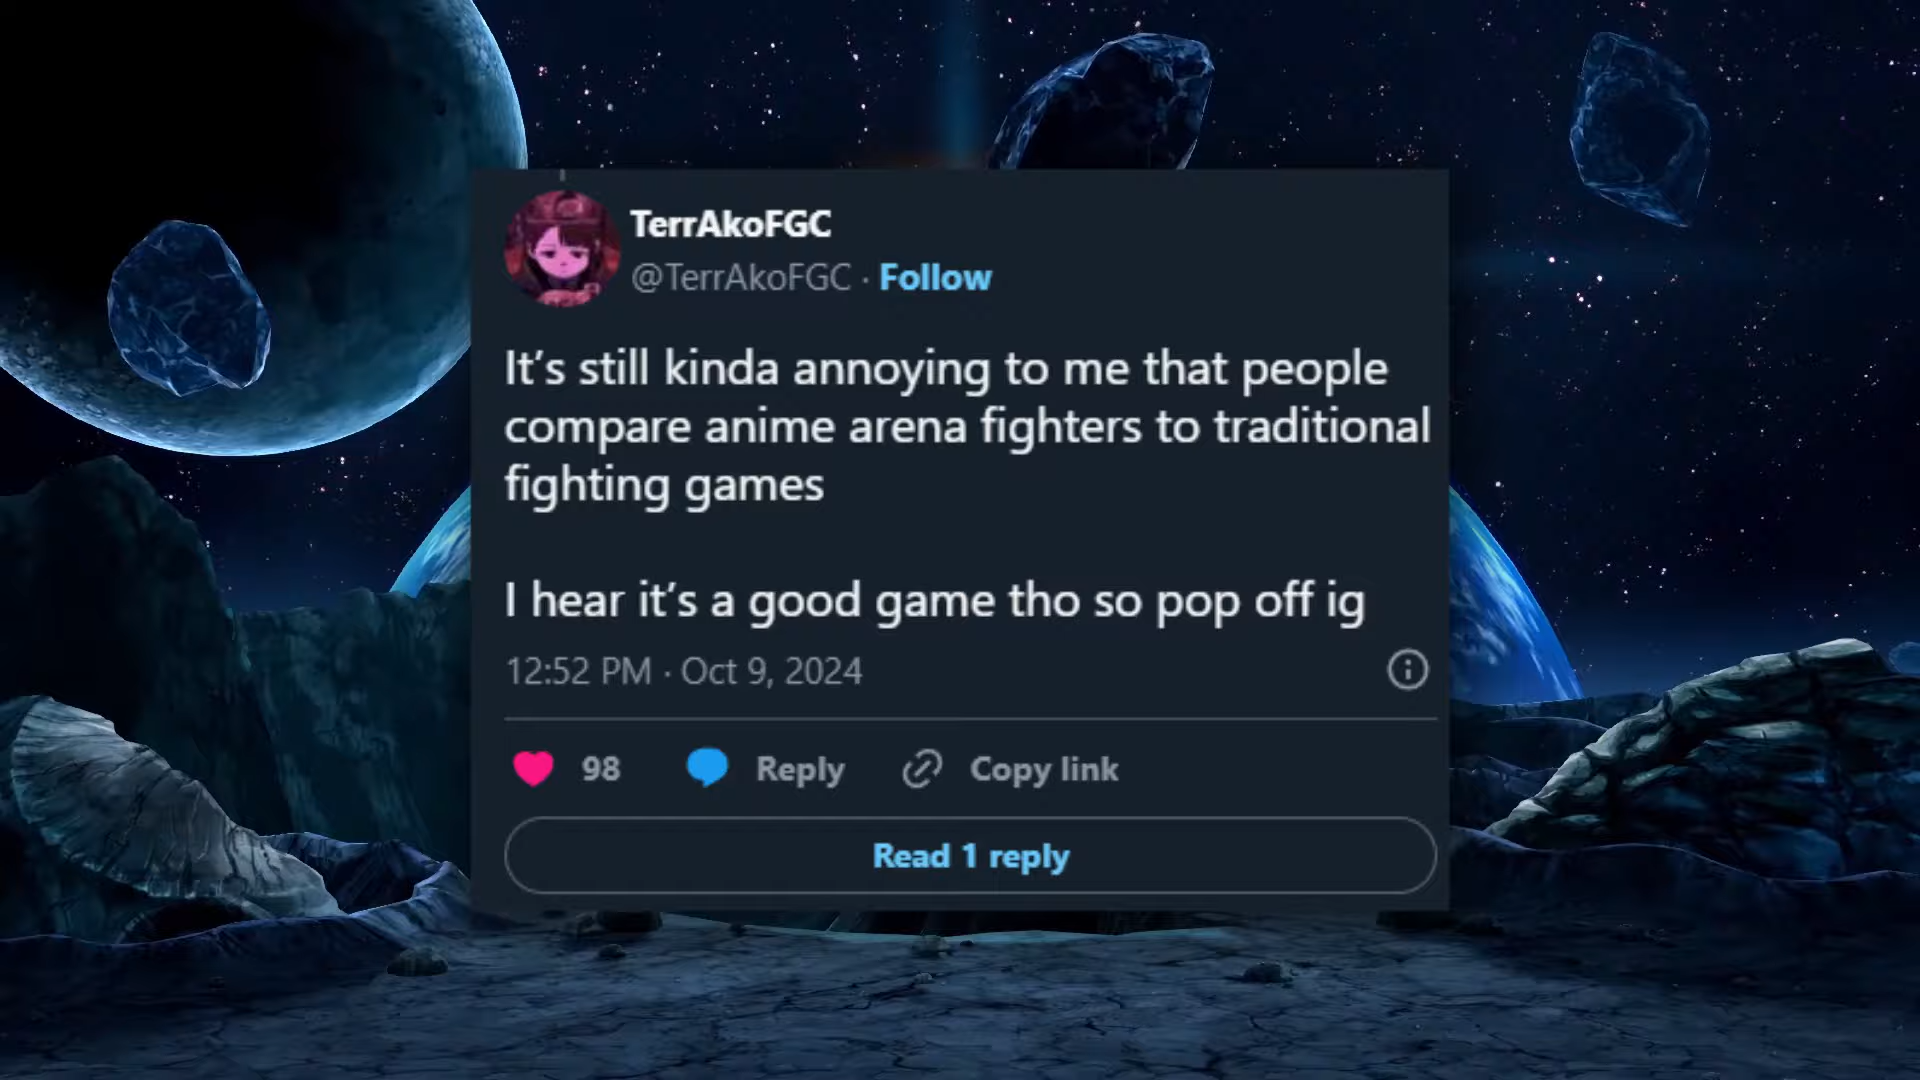 TerrAkoFGC
@TerrAkoFGC · Follow
It’s still kinda annoying to me that people
compare anime arena fighters to traditional
fighting games
I hear it’s a good game tho so pop off ig
12:52 PM · Oct 9, 2024
98 Reply Copy link
Read 1 reply